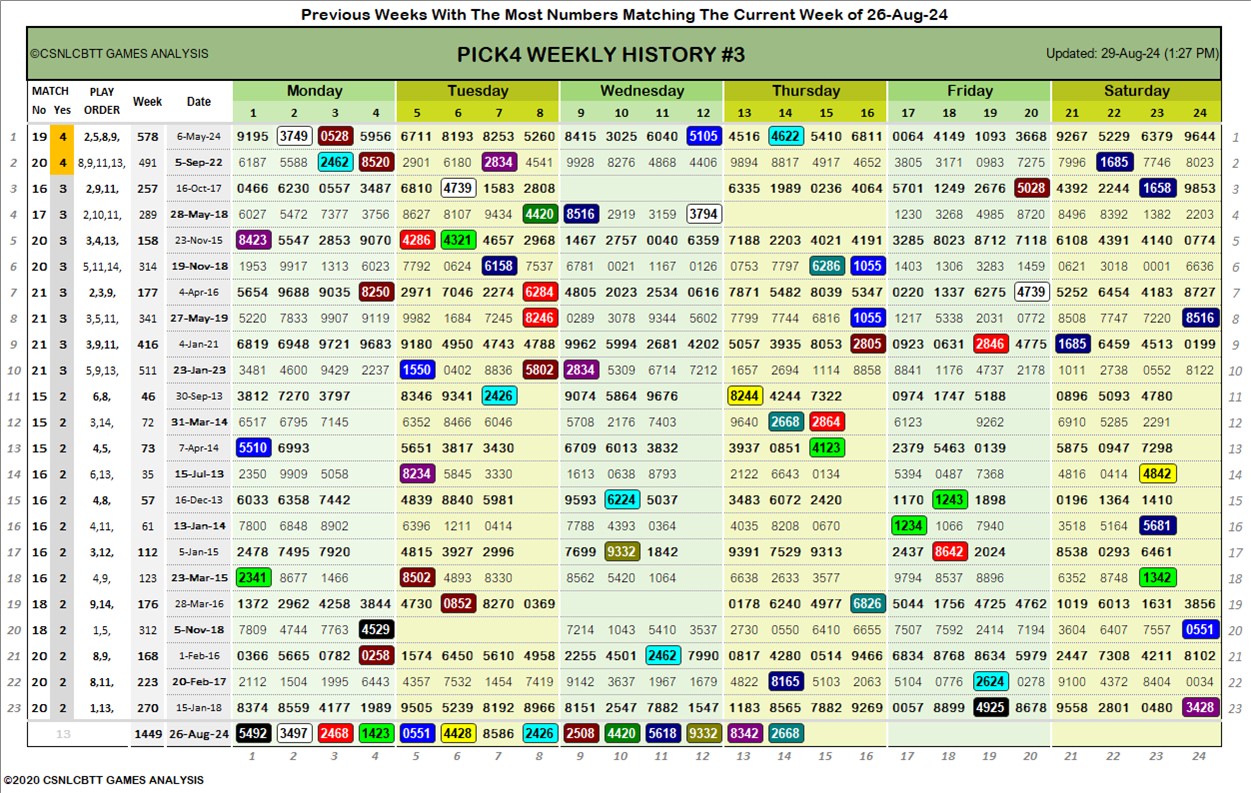 Previous Weeks With The Most Numbers Matching The Current Week of 26-Aug-24
©CSNLCBTT GAMES ANALYSIS PICK4 WEEKLY HISTORY #3 Updated: 29-Aug-24 (1:27 PM)
MATCH PLAY Week Date Monday Tuesday Wednesday Thursday Friday Saturday
No Yes ORDER 1 2 3 4 5 6 7 8 9 10 11 12 13 14 15 16 17 18 19 20 21 22 23 24
1 19 4 2,5,8,9, 578 6-May-24 9195 3749 0528 5956 6711 8193 8253 5260 8415 3025 6040 5105 4516 4622 5410 6811 0064 4149 1093 3668 9267 5229 6379 9644 1
2 20 4 8,9,11,13, 491 5-Sep-22 6187 5588 2462 8520 2901 6180 2834 4541 9928 8276 4868 4406 9894 8817 4917 4652 3805 3171 0983 7275 7996 1685 7746 8023 2
3 16 3 2,9,11, 257 16-Oct-17 0466 6230 0557 3487 6810 4739 1583 2808 6335 1989 0236 4064 5701 1249 2676 5028 4392 2244 1658 9853 3
4 17 3 2,10,11, 289 28-May-18 6027 5472 7377 3756 8627 8107 9434 4420 8516 2919 3159 3794 1230 3268 4985 8720 8496 8392 1382 2203 4
5 20 3 3,4,13, 158 23-Nov-15 8423 5547 2853 9070 4286 4321 4657 2968 1467 2757 0040 6359 7188 2203 4021 4191 3285 8023 8712 7118 6108 4391 4140 0774 5
6 20 3 5,11,14, 314 19-Nov-18 1953 9917 1313 6023 7792 0624 6158 7537 6781 0021 1167 0126 0753 7797 6286 1055 1403 1306 3283 1459 0621 3018 0001 6636 6
7 21 3 2,3,9, 177 4-Apr-16 5654 9688 9035 8250 2971 7046 2274 6284 4805 2023 2534 0616 7871 5482 8039 5347 0220 1337 6275 4739 5252 6454 4183 8727 7
8 21 3 3,5,11, 341 27-May-19 5220 7833 9907 9119 9982 1684 7245 8246 0289 3078 9344 5602 7799 7744 6816 1055 1217 5338 2031 0772 8508 7747 7220 8516 8
9 21 3 3,9,11, 416 4-Jan-21 6819 6948 9721 9683 9180 4950 4743 4788 9962 5994 2681 4202 5057 3935 8053 2805 0923 0631 2846 4775 1685 6459 4513 0199 9
10 21 3 5,9,13, 511 23-Jan-23 3481 4600 9429 2237 1550 0402 8836 5802 2834 5309 6714 7212 1657 2694 1114 8858 8841 1176 4737 2178 1011 2738 0552 8122 10
11 15 2 6,8, 46 30-Sep-13 3812 7270 3797 8346 9341 2426 9074 5864 9676 8244 4244 7322 0974 1747 5188 0896 5093 4780 11
12 15 2 3,14, 72 31-Mar-14 6517 6795 7145 6352 8466 6046 5708 2176 7403 9640 2668 2864 6123 9262 6910 5285 2291 12
13 15 2 4,5, 73 7-Apr-14 5510 6993 5651 3817 3430 6709 6013 3832 3937 0851 4123 2379 5463 0139 5875 0947 7298 13
14 16 2 6,13, 35 15-Jul-13 2350 9909 5058 8234 5845 3330 1613 0638 8793 2122 6643 0134 5394 0487 7368 4816 0414 4842 14
15 16 2 4,8, 57 16-Dec-13 6033 6358 7442 4839 8840 5981 9593 6224 5037 3483 6072 2420 1170 1243 1898 0196 1364 1410 15
16 16 2 4,11, 61 13-Jan-14 7800 6848 8902 6396 1211 0414 7788 4393 0364 4035 8208 0670 1234 1066 7940 3518 5164 5681 16
17 16 2 3,12, 112 5-Jan-15 2478 7495 7920 4815 3927 2996 7699 9332 1842 9391 7529 9313 2437 8642 2024 8538 0293 6461 17
18 16 2 4,9, 123 23-Mar-15 2341 8677 1466 8502 4893 8330 8562 5420 1064 6638 2633 3577 9794 8537 8896 6352 8748 1342 18
19 18 2 9,14, 176 28-Mar-16 1372 2962 4258 3844 4730 0852 8270 0369 0178 6240 4977 6826 5044 1756 4725 4762 1019 6013 1631 3856 19
20 18 2 1,5, 312 5-Nov-18 7809 4744 7763 4529 7214 1043 5410 3537 2730 0550 6410 6655 7507 7592 2414 7194 3604 6407 7557 0551 20
21 20 2 8,9, 168 1-Feb-16 0366 5665 0782 0258 1574 6450 5610 4958 2255 4501 2462 7990 0817 4280 0514 9466 6834 8768 8634 5979 2447 7308 4211 8102 21
22 20 2 8,11, 223 20-Feb-17 2112 1504 1995 6443 4357 7532 1454 7419 9142 3637 1967 1679 4822 8165 5103 2063 5104 0776 2624 0278 9100 4372 8404 0034 22
23 20 2 1,13, 270 15-Jan-18 8374 8559 4177 1989 9505 5239 8192 8966 8151 2547 7882 1547 1183 8565 7882 9269 0057 8899 4925 8678 9558 2801 0480 3428 23
13 1449 26-Aug-24 5492 3497 2468 1423 0551 4428 8586 2426 2508 4420 5618 9332 8342 2668
1 2 3 4 5 6 7 8 9 10 11 12 13 14 15 16 17 18 19 20 21 22 23 24
©2020 CSNLCBTT GAMES ANALYSIS